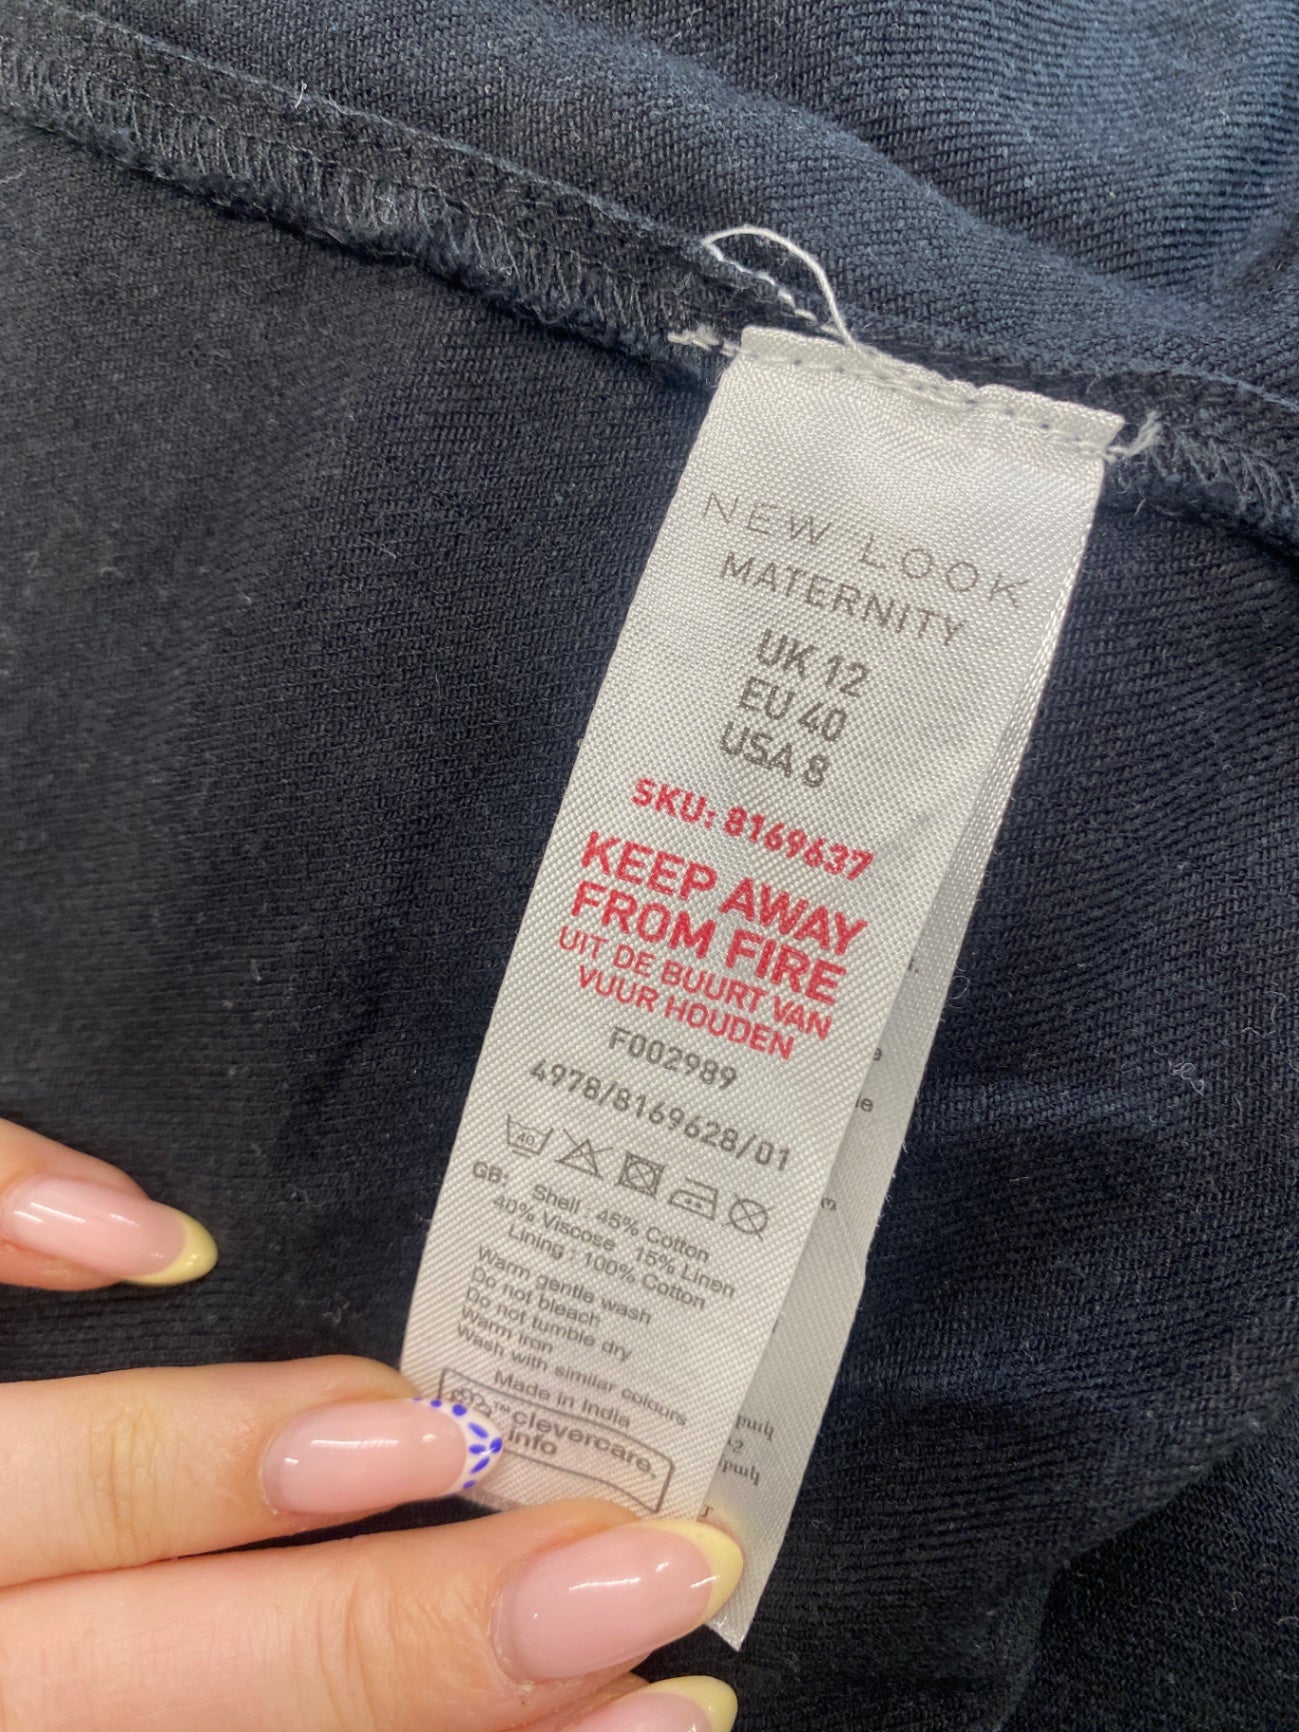 NEW LOOK
MATERNITY
UK 12
EU 40
USA 8
SKU: 8169637
KEEP AWAY
FROM FIRE
UIT DE BUURT VAN
VUUR HOUDEN
F002989
4978/8169628/01
40
GB: Shell : 45% Cotton
40% Viscose 15% Linen
Lining : 100% Cotton
Warm gentle wash
Do not bleach
Do not tumble dry
Warm iron
Wash with similar colours
Made in India
™clevercare.
info